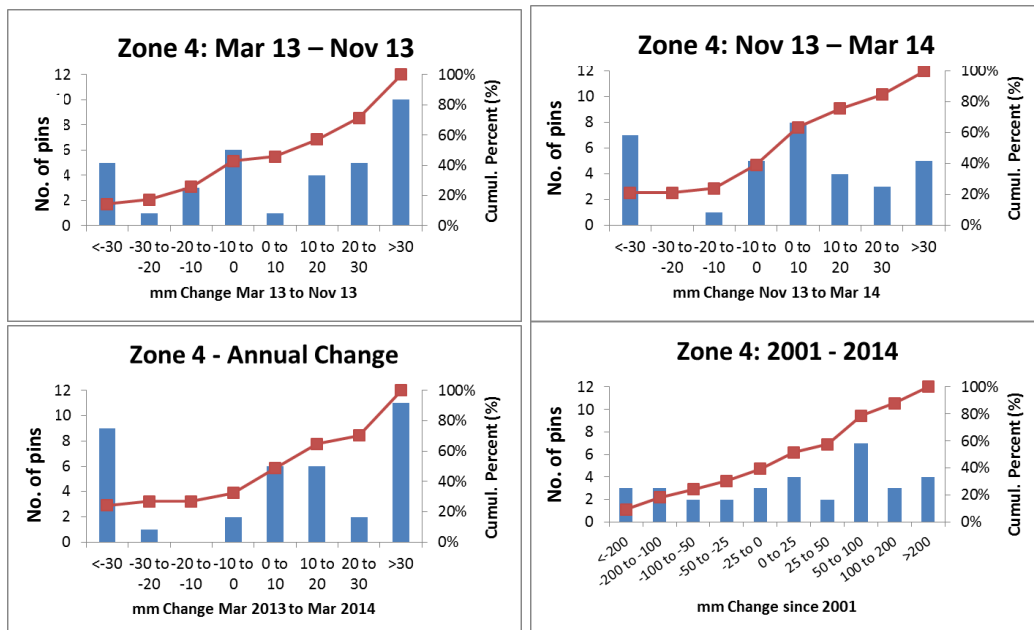 Zone 4: Mar 13 – Nov 13
12
10
8
6
4
2
0
No. of pins
100%
80%
60%
40%
20%
0%
Cumul. Percent (%)
<-30 -30 to -20 to -10 to 0 to 10 to 20 to >30
-20 -10 0 10 20 30
mm Change Mar 13 to Nov 13
Zone 4: Nov 13 – Mar 14
12
10
8
6
4
2
0
No. of pins
100%
80%
60%
40%
20%
0%
Cumul. Percent (%)
<-30 -30 to -20 to -10 to 0 to 10 to 20 to >30
-20 -10 0 10 20 30
mm Change Nov 13 to Mar 14
Zone 4 - Annual Change
12
10
8
6
4
2
0
No. of pins
100%
80%
60%
40%
20%
0%
Cumul. Percent (%)
<-30 -30 to -20 to -10 to 0 to 10 to 20 to >30
-20 -10 0 10 20 30
mm Change Mar 2013 to Mar 2014
Zone 4: 2001 - 2014
12
10
8
6
4
2
0
No. of pins
100%
80%
60%
40%
20%
0%
Cumul. Percent (%)
<-200
-200 to -100
-100 to -50
-50 to -25
-25 to 0
0 to 25
25 to 50
50 to 100
100 to 200
>200
mm Change since 2001